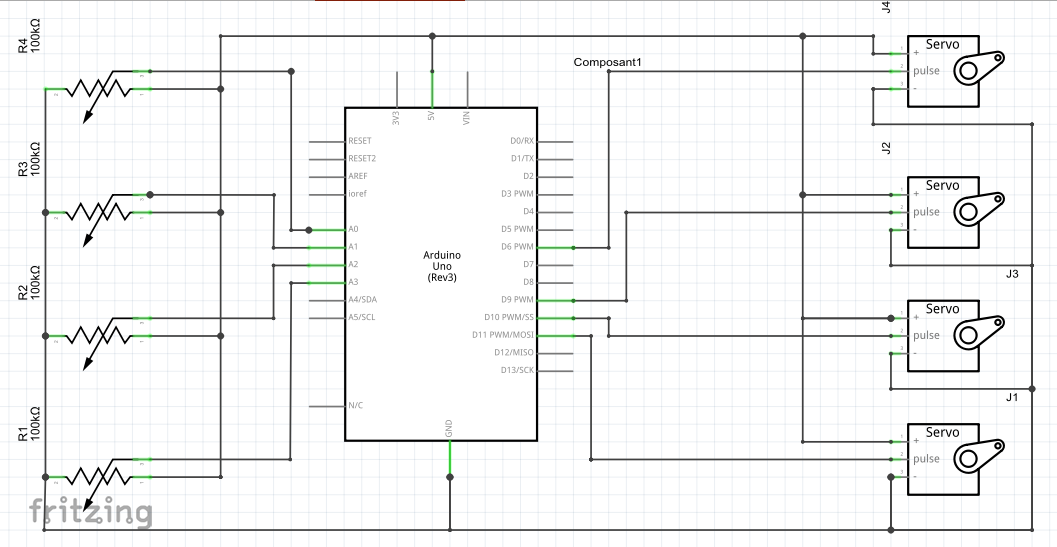 J4
R4
100kΩ
Servo
+
pulse
-
Composant1
3V3
5V
VIN
RESET
RESET2
AREF
ioref
A0
A1
A2
A3
A4/SDA
A5/SCL
N/C
Arduino
Uno
(Rev3)
D0/RX
D1/TX
D2
D3 PWM
D4
D5 PWM
D6 PWM
D7
D8
D9 PWM
D10 PWM/SS
D11 PWM/MOSI
D12/MISO
D13/SCK
GND
R3
100kΩ
J2
Servo
+
pulse
-
R2
100kΩ
J3
Servo
+
pulse
-
R1
100kΩ
J1
Servo
+
pulse
-
fritzing